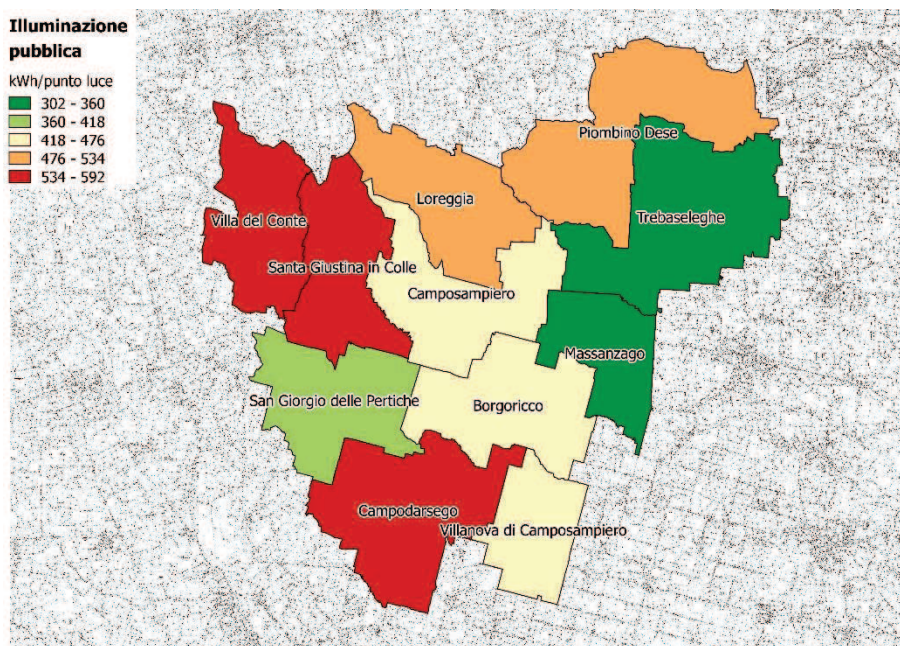 Illuminazione
pubblica
kWh/punto luce
302 - 360
360 - 418
418 - 476
476 - 534
534 - 592
Piombino Dese
Loreggia
Trebaseleghe
Villa del Conte
Santa Giustina in Colle
Camposampiero
Massanzago
San Giorgio delle Pertiche
Borgoricco
Campodarsego
Villanova di Camposampiero